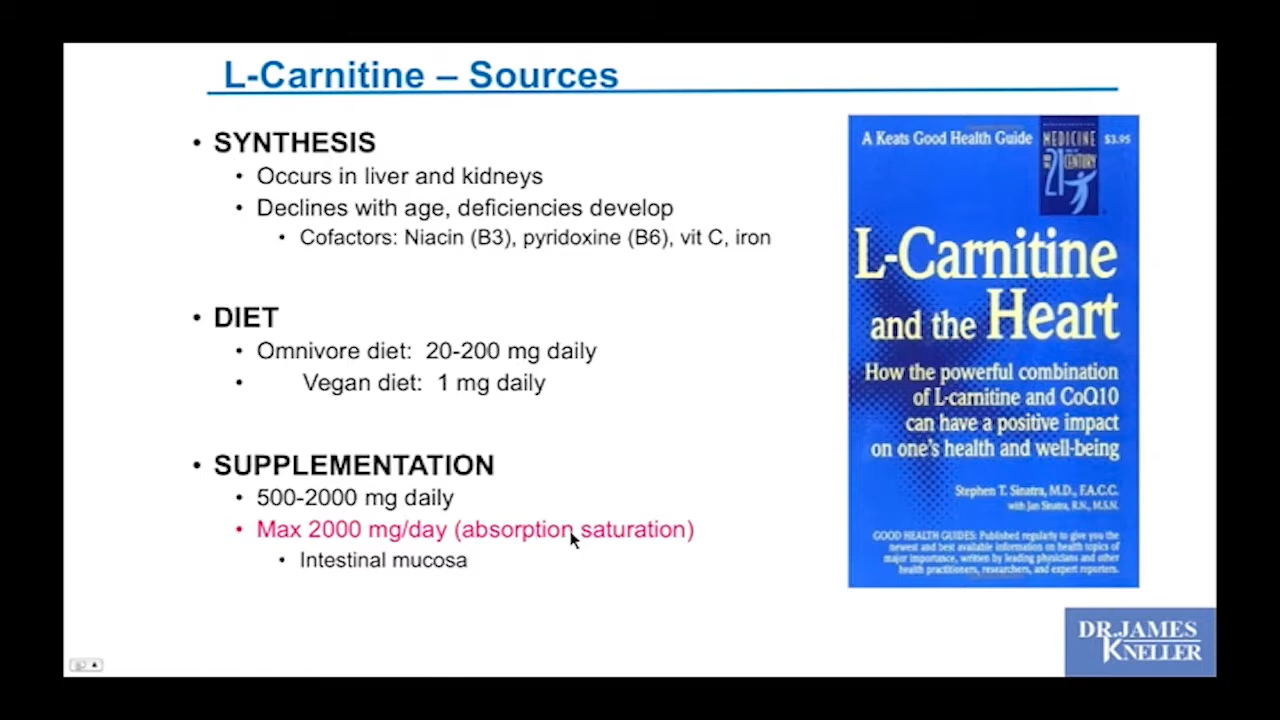 L-Carnitine – Sources
• SYNTHESIS
• Occurs in liver and kidneys
• Declines with age, deficiencies develop
• Cofactors: Niacin (B3), pyridoxine (B6), vit C, iron
• DIET
• Omnivore diet: 20-200 mg daily
• Vegan diet: 1 mg daily
• SUPPLEMENTATION
• 500-2000 mg daily
• Max 2000 mg/day (absorption saturation)
• Intestinal mucosa
A Keats Good Health Guide
MEDICINE
21 CENTURY
$3.95
L-Carnitine
and the Heart
How the powerful combination
of L-carnitine and CoQ10
can have a positive impact
on one's health and well-being
Stephen T. Sinatra, M.D., F.A.C.C.
with Jan Sinatra, R.N., M.S.N.
GOOD HEALTH GUIDES: Published regularly to give you the
newest and best available information on health topics of
major importance, written by leading physicians and other
health practitioners, researchers, and expert reporters.
DR. JAMES
KNELLER